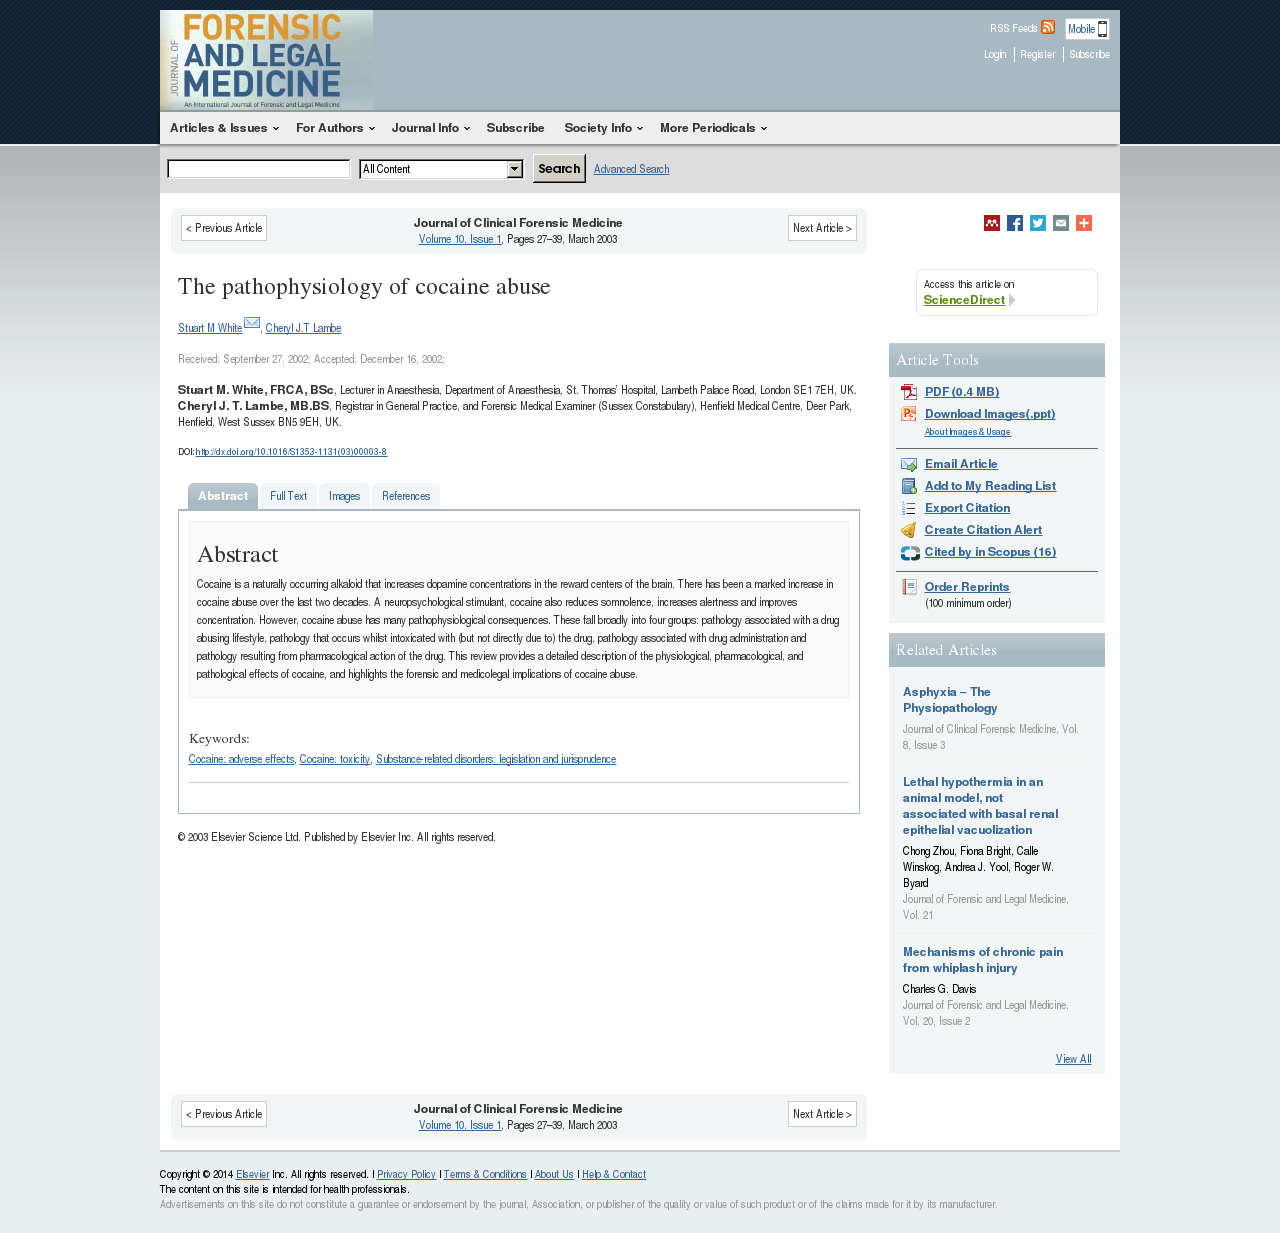 JOURNAL OF
FORENSIC
AND LEGAL
MEDICINE
An International Journal of Forensic and Legal Medicine
RSS Feeds
Mobile
Login
Register
Subscribe
Articles & Issues
For Authors
Journal Info
Subscribe
Society Info
More Periodicals
All Content
Search
Advanced Search
< Previous Article
Journal of Clinical Forensic Medicine
Volume 10, Issue 1, Pages 27–39, March 2003
Next Article >
The pathophysiology of cocaine abuse
Stuart M White, Cheryl J.T Lambe
Received: September 27, 2002; Accepted: December 16, 2002;
Stuart M. White, FRCA, BSc, Lecturer in Anaesthesia, Department of Anaesthesia, St. Thomas' Hospital, Lambeth Palace Road, London SE1 7EH, UK.
Cheryl J. T. Lambe, MB.BS, Registrar in General Practice, and Forensic Medical Examiner (Sussex Constabulary), Henfield Medical Centre, Deer Park,
Henfield, West Sussex BN5 9EH, UK.
DOI: http://dx.doi.org/10.1016/S1353-1131(03)00003-8
Abstract
Full Text
Images
References
Abstract
Cocaine is a naturally occurring alkaloid that increases dopamine concentrations in the reward centers of the brain. There has been a marked increase in
cocaine abuse over the last two decades. A neuropsychological stimulant, cocaine also reduces somnolence, increases alertness and improves
concentration. However, cocaine abuse has many pathophysiological consequences. These fall broadly into four groups: pathology associated with a drug
abusing lifestyle, pathology that occurs whilst intoxicated with (but not directly due to) the drug, pathology associated with drug administration and
pathology resulting from pharmacological action of the drug. This review provides a detailed description of the physiological, pharmacological, and
pathological effects of cocaine, and highlights the forensic and medicolegal implications of cocaine abuse.
Keywords:
Cocaine: adverse effects, Cocaine: toxicity, Substance-related disorders: legislation and jurisprudence
© 2003 Elsevier Science Ltd. Published by Elsevier Inc. All rights reserved.
Access this article on
ScienceDirect
Article Tools
PDF (0.4 MB)
Download Images(.ppt)
About Images & Usage
Email Article
Add to My Reading List
Export Citation
Create Citation Alert
Cited by in Scopus (16)
Order Reprints
(100 minimum order)
Related Articles
Asphyxia – The
Physiopathology
Journal of Clinical Forensic Medicine, Vol.
8, Issue 3
Lethal hypothermia in an
animal model, not
associated with basal renal
epithelial vacuolization
Chong Zhou, Fiona Bright, Calle
Winskog, Andrea J. Yool, Roger W.
Byard
Journal of Forensic and Legal Medicine,
Vol. 21
Mechanisms of chronic pain
from whiplash injury
Charles G. Davis
Journal of Forensic and Legal Medicine,
Vol. 20, Issue 2
View All
< Previous Article
Journal of Clinical Forensic Medicine
Volume 10, Issue 1, Pages 27–39, March 2003
Next Article >
Copyright © 2014 Elsevier Inc. All rights reserved. | Privacy Policy | Terms & Conditions | About Us | Help & Contact
The content on this site is intended for health professionals.
Advertisements on this site do not constitute a guarantee or endorsement by the journal, Association, or publisher of the quality or value of such product or of the claims made for it by its manufacturer.